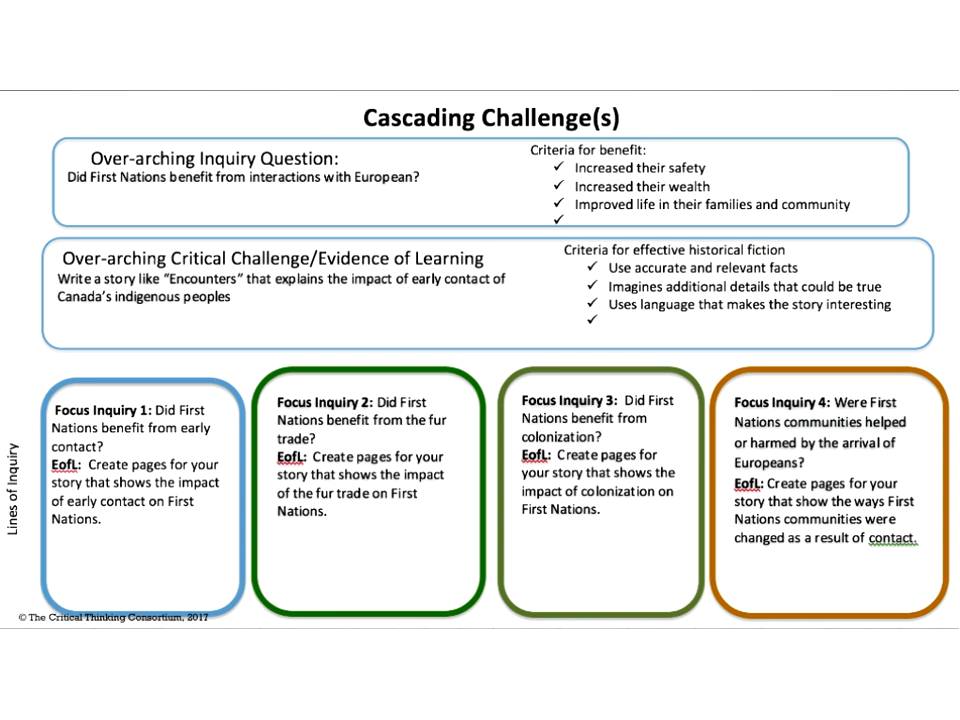 Cascading Challenge(s)
Over-arching Inquiry Question:
Did First Nations benefit from interactions with European?
Criteria for benefit:
✓ Increased their safety
✓ Increased their wealth
✓ Improved life in their families and community
✓
Over-arching Critical Challenge/Evidence of Learning
Write a story like "Encounters" that explains the impact of early contact of
Canada's indigenous peoples
Criteria for effective historical fiction
✓ Use accurate and relevant facts
✓ Imagines additional details that could be true
✓ Uses language that makes the story interesting
✓
Lines of Inquiry
Focus Inquiry 1: Did First
Nations benefit from early
contact?
EofL: Create pages for your
story that shows the impact
of early contact on First
Nations.
Focus Inquiry 2: Did First
Nations benefit from the fur
trade?
EofL: Create pages for your
story that shows the impact
of the fur trade on First
Nations.
Focus Inquiry 3: Did First
Nations benefit from
colonization?
EofL: Create pages for
your story that shows the
impact of colonization on
First Nations.
Focus Inquiry 4: Were First
Nations communities helped
or harmed by the arrival of
Europeans?
EofL: Create pages for your
story that show the ways First
Nations communities were
changed as a result of contact.
© The Critical Thinking Consortium, 2017